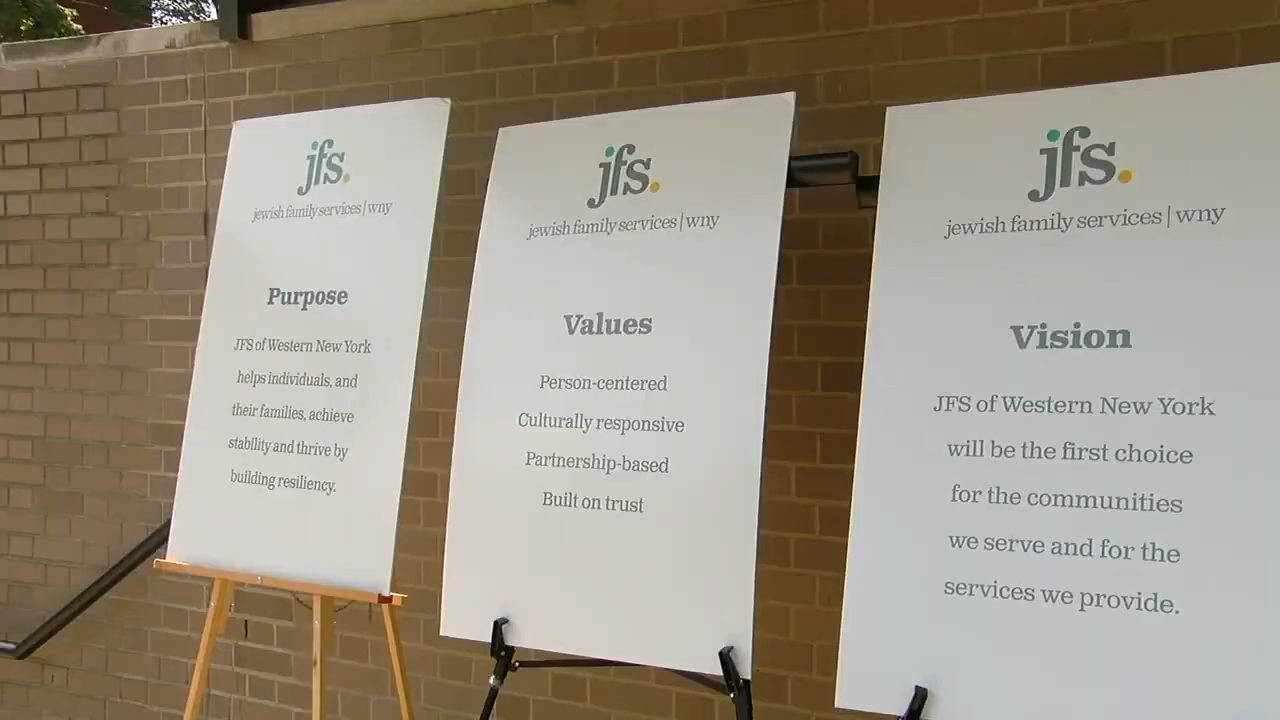 jfs.
jewish family services | wny
Purpose
JFS of Western New York
helps individuals, and
their families, achieve
stability and thrive by
building resiliency.
jfs.
jewish family services | wny
Values
Person-centered
Culturally responsive
Partnership-based
Built on trust
jfs.
jewish family services | wny
Vision
JFS of Western New York
will be the first choice
for the communities
we serve and for the
services we provide.